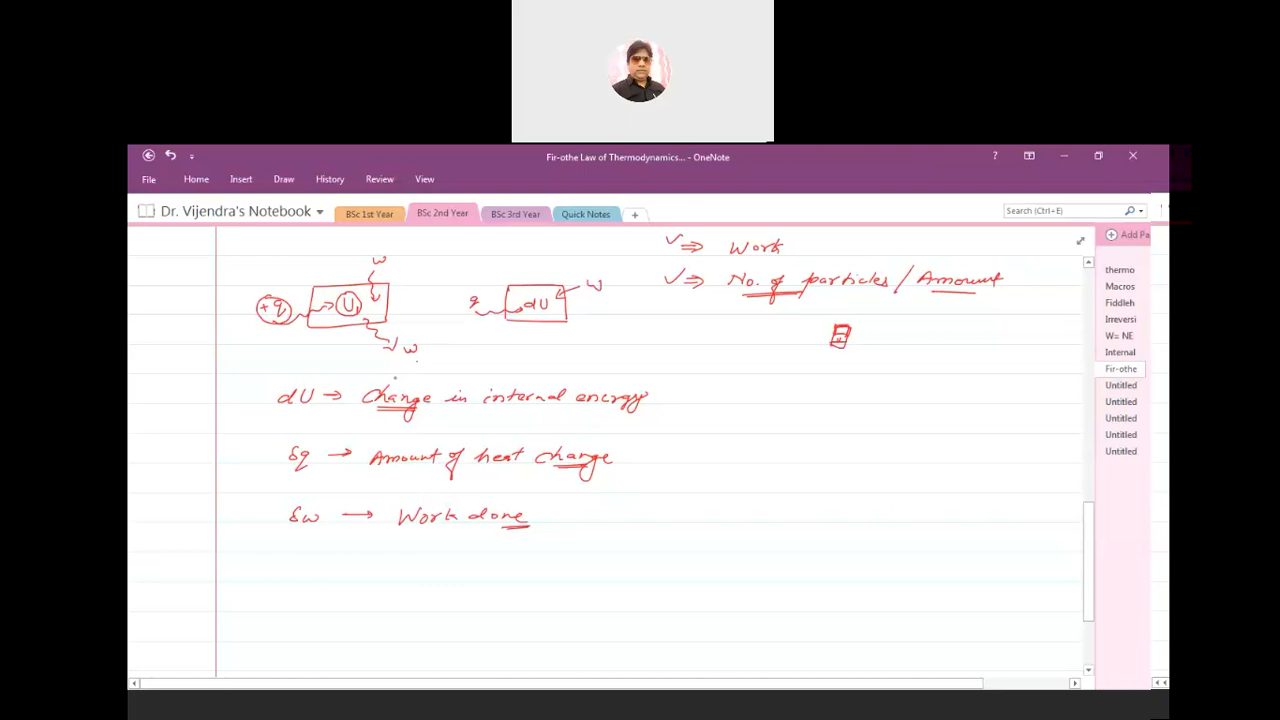 Fir-othe Law of Thermodynamics... - OneNote
?
File Home Insert Draw History Review View
Dr. Vijendra's Notebook
BSc 1st Year BSc 2nd Year BSc 3rd Year Quick Notes +
Search (Ctrl+E)
Add Pa
✓⇒ Work
✓⇒ No. of particles / Amount
w
+q U₁
w
q dU w
dU → Change in internal energy
δq → Amount of heat change
δw → Work done
thermo
Macros
Fiddleh
Irreversi
W= NE
Internal
Fir-othe
Untitled
Untitled
Untitled
Untitled
Untitled